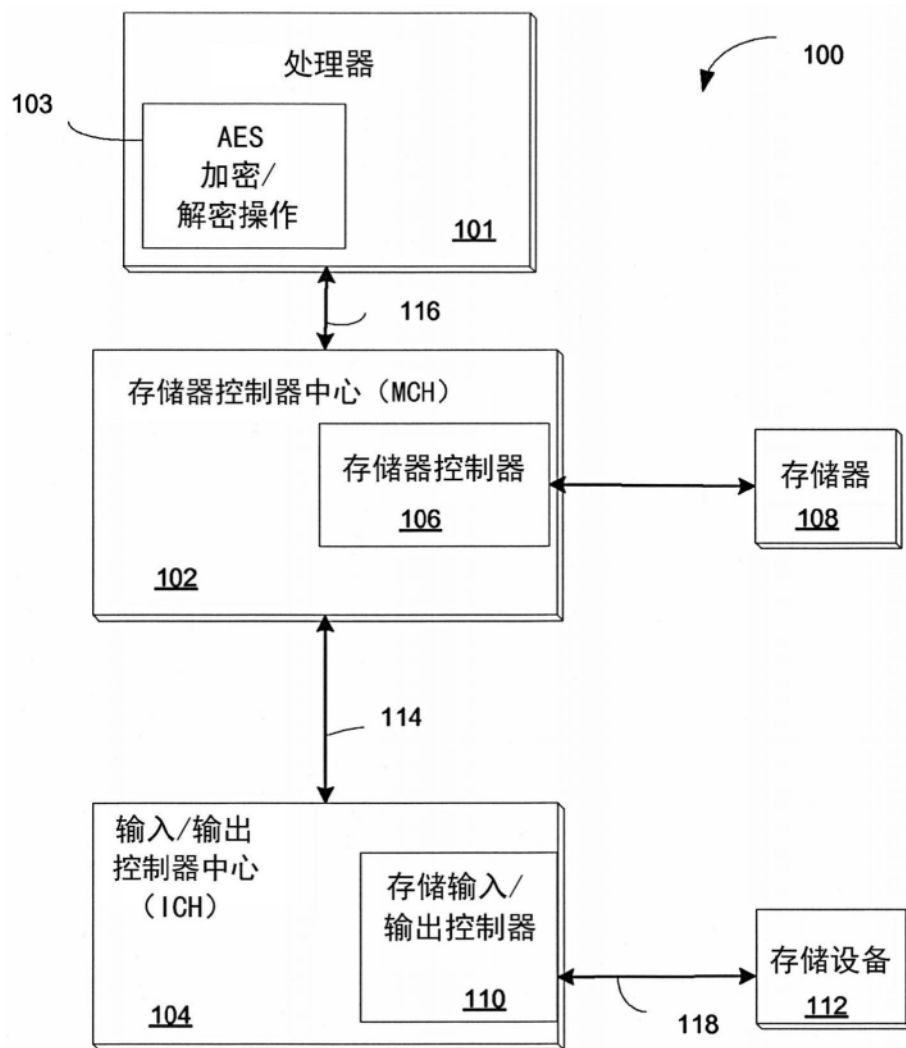 处理器
100
103
AES
加密/
解密操作
101
116
存储器控制器中心（MCH）
存储器控制器
106
存储器
108
102
114
输入/输出
控制器中心
（ICH）
存储输入/
输出控制器
110
存储设备
112
104
118